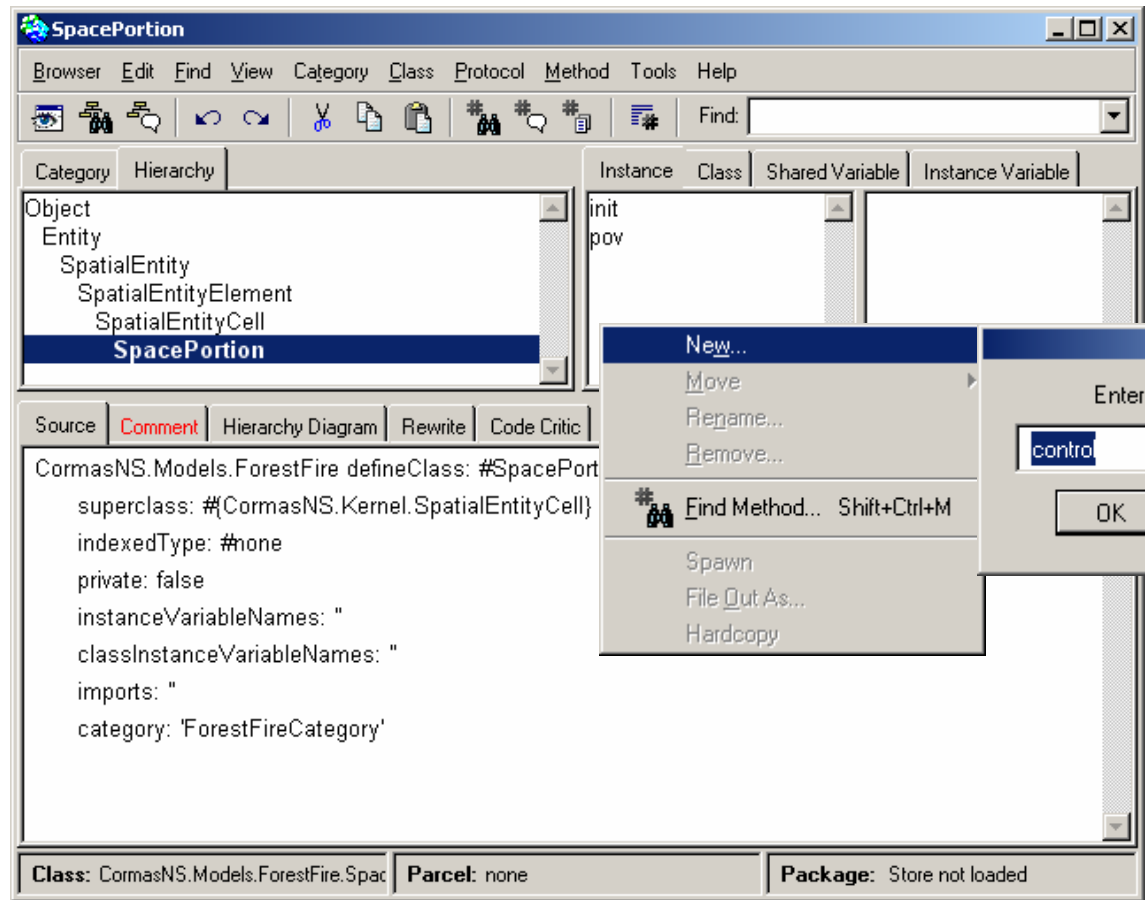 SpacePortion
Browser Edit Find View Category Class Protocol Method Tools Help
Find:
Category Hierarchy
Instance Class Shared Variable Instance Variable
Object
Entity
SpatialEntity
SpatialEntityElement
SpatialEntityCell
SpacePortion
init
pov
New...
Move
Rename...
Remove...
Find Method... Shift+Ctrl+M
Spawn
File Out As...
Hardcopy
Enter
control
OK
Source Comment Hierarchy Diagram Rewrite Code Critic
CormasNS.Models.ForestFire defineClass: #SpacePort
superclass: #{CormasNS.Kernel.SpatialEntityCell}
indexedType: #none
private: false
instanceVariableNames: ''
classInstanceVariableNames: ''
imports: ''
category: 'ForestFireCategory'
Class: CormasNS.Models.ForestFire.Spac Parcel: none Package: Store not loaded